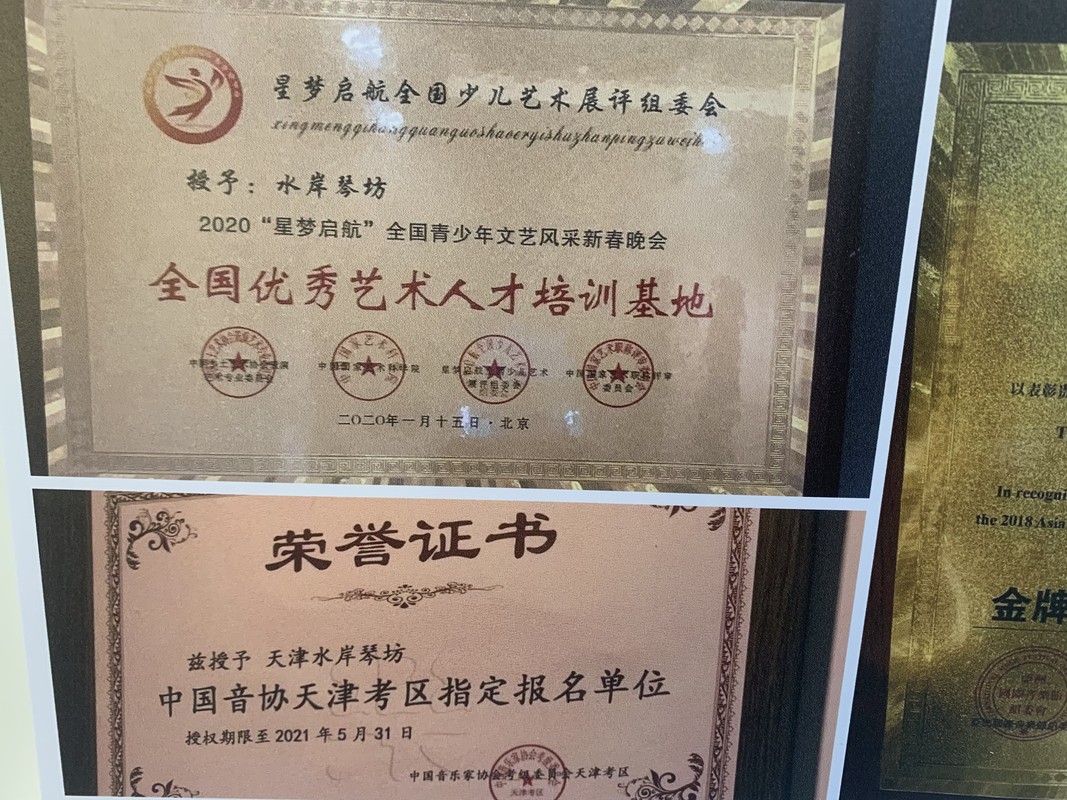 星梦启航全国少儿艺术展评组委会
xingmengqihangquanguoshaoeryishuzhanpingzuweih
授予：水岸琴坊
2020“星梦启航”全国青少年文艺风采新春晚会
全国优秀艺术人才培训基地
二〇二〇年一月十五日·北京
荣誉证书
兹授予 天津水岸琴坊
中国音协天津考区指定报名单位
授权期限至 2021 年 5 月 31 日
中国音乐家协会考级委员会天津考区
天津考区
以表彰
In recogni
the 2018 Asia
金牌